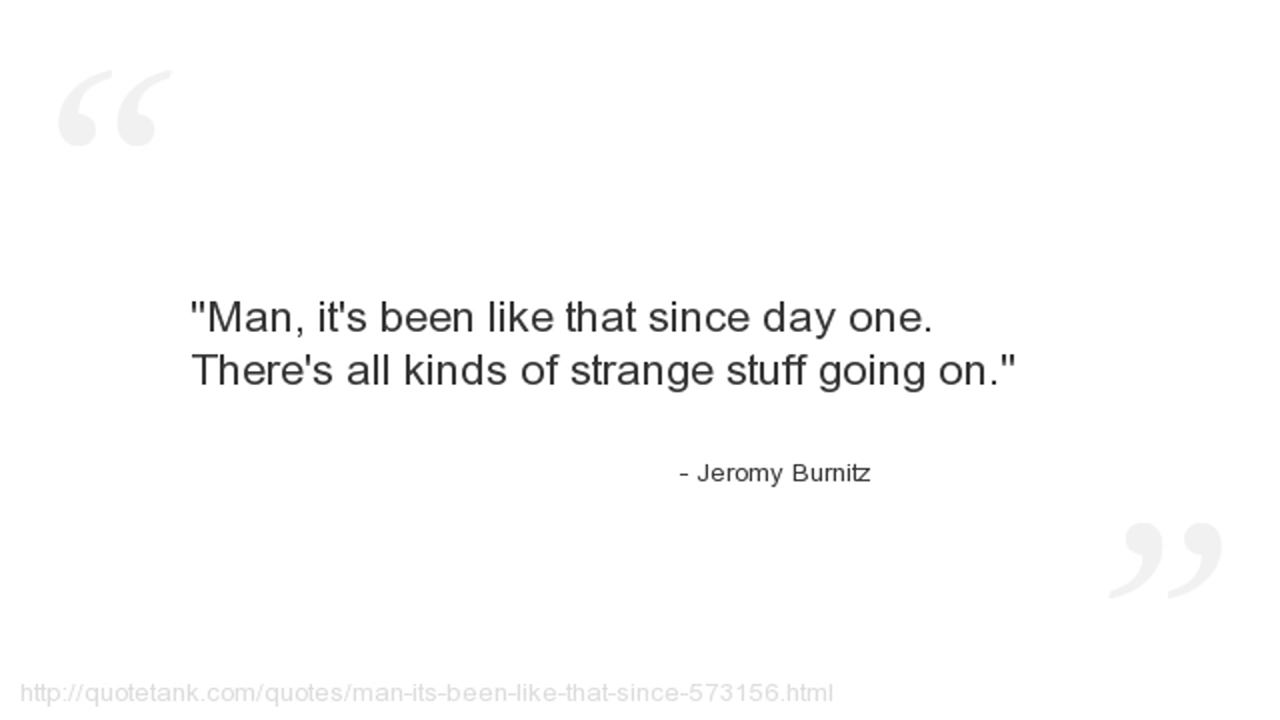 "Man, it's been like that since day one.
There's all kinds of strange stuff going on."
- Jeromy Burnitz
http://quotetank.com/quotes/man-its-been-like-that-since-573156.html